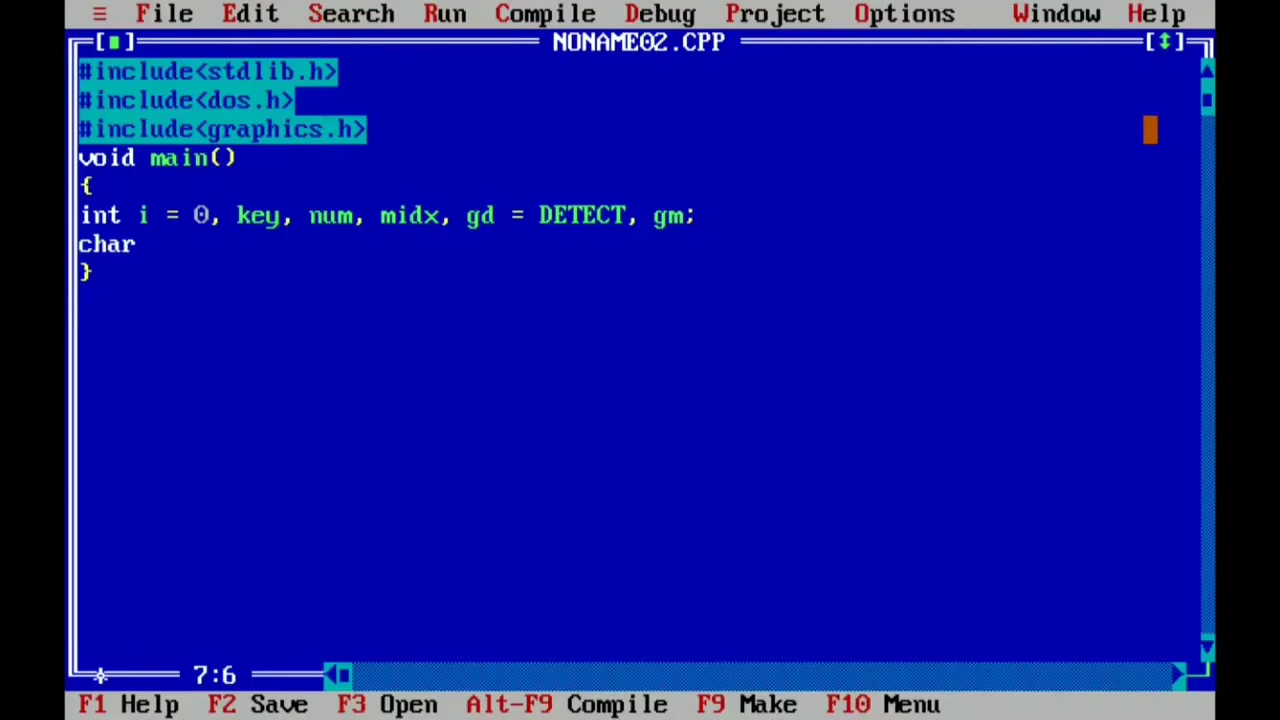 ≡ File Edit Search Run Compile Debug Project Options Window Help
[■] NONAME02.CPP [↕]
#include<stdlib.h>
#include<dos.h>
#include<graphics.h>
void main()
{
int i = 0, key, num, midx, gd = DETECT, gm;
char
}
7:6
F1 Help F2 Save F3 Open Alt-F9 Compile F9 Make F10 Menu